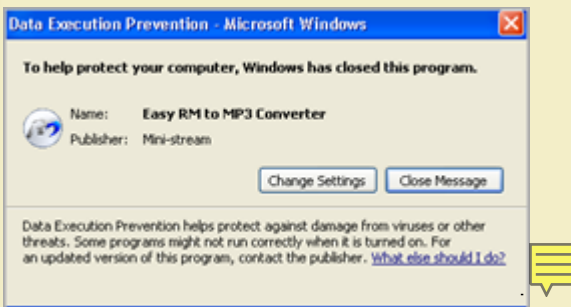 Data Execution Prevention - Microsoft Windows
To help protect your computer, Windows has closed this program.
Name: Easy RM to MP3 Converter
Publisher: Mini-stream
Change Settings Close Message
Data Execution Prevention helps protect against damage from viruses or other
threats. Some programs might not run correctly when it is turned on. For
an updated version of this program, contact the publisher. What else should I do?
.